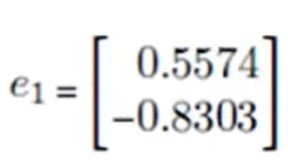 e₁ = [ 0.5574
-0.8303 ]